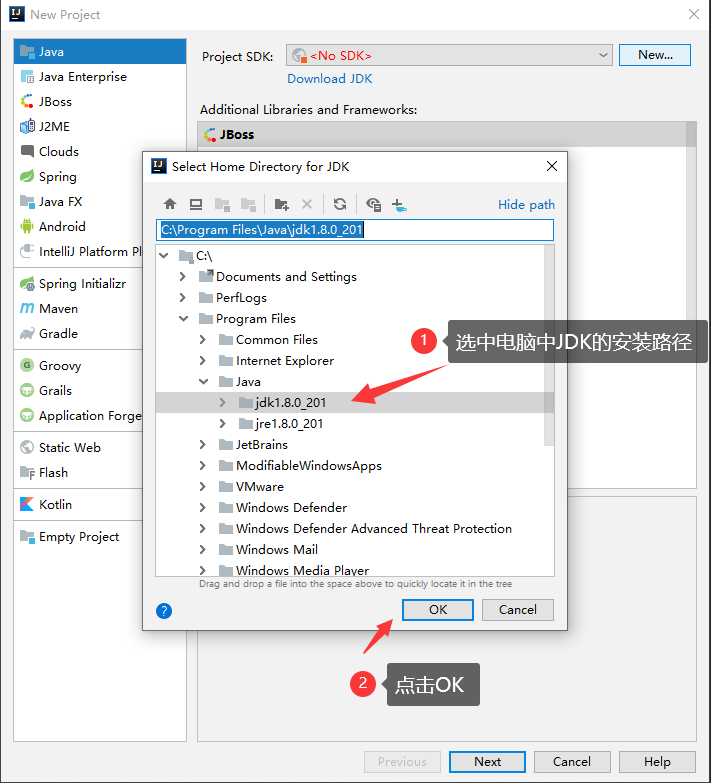 New Project
Java
Java Enterprise
JBoss
J2ME
Clouds
Spring
Java FX
Android
IntelliJ Platform Pl
Spring Initializr
Maven
Gradle
Groovy
Grails
Application Forge
Static Web
Flash
Kotlin
Empty Project
Project SDK:
<No SDK>
New...
Download JDK
Additional Libraries and Frameworks:
JBoss
Select Home Directory for JDK
Hide path
C:\Program Files\Java\jdk1.8.0_201
C:\
Documents and Settings
PerfLogs
Program Files
Common Files
Internet Explorer
Java
jdk1.8.0_201
jre1.8.0_201
JetBrains
ModifiableWindowsApps
VMware
Windows Defender
Windows Defender Advanced Threat Protection
Windows Mail
Windows Media Player
Drag and drop a file into the space above to quickly locate it in the tree
?
OK
Cancel
1
选中电脑中JDK的安装路径
2
点击OK
Previous
Next
Cancel
Help